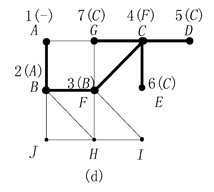 1(-) 7(C) 4(F) 5(C)
A G C D
2(A) 3(B) 6(C)
B F E
J H I
(d)